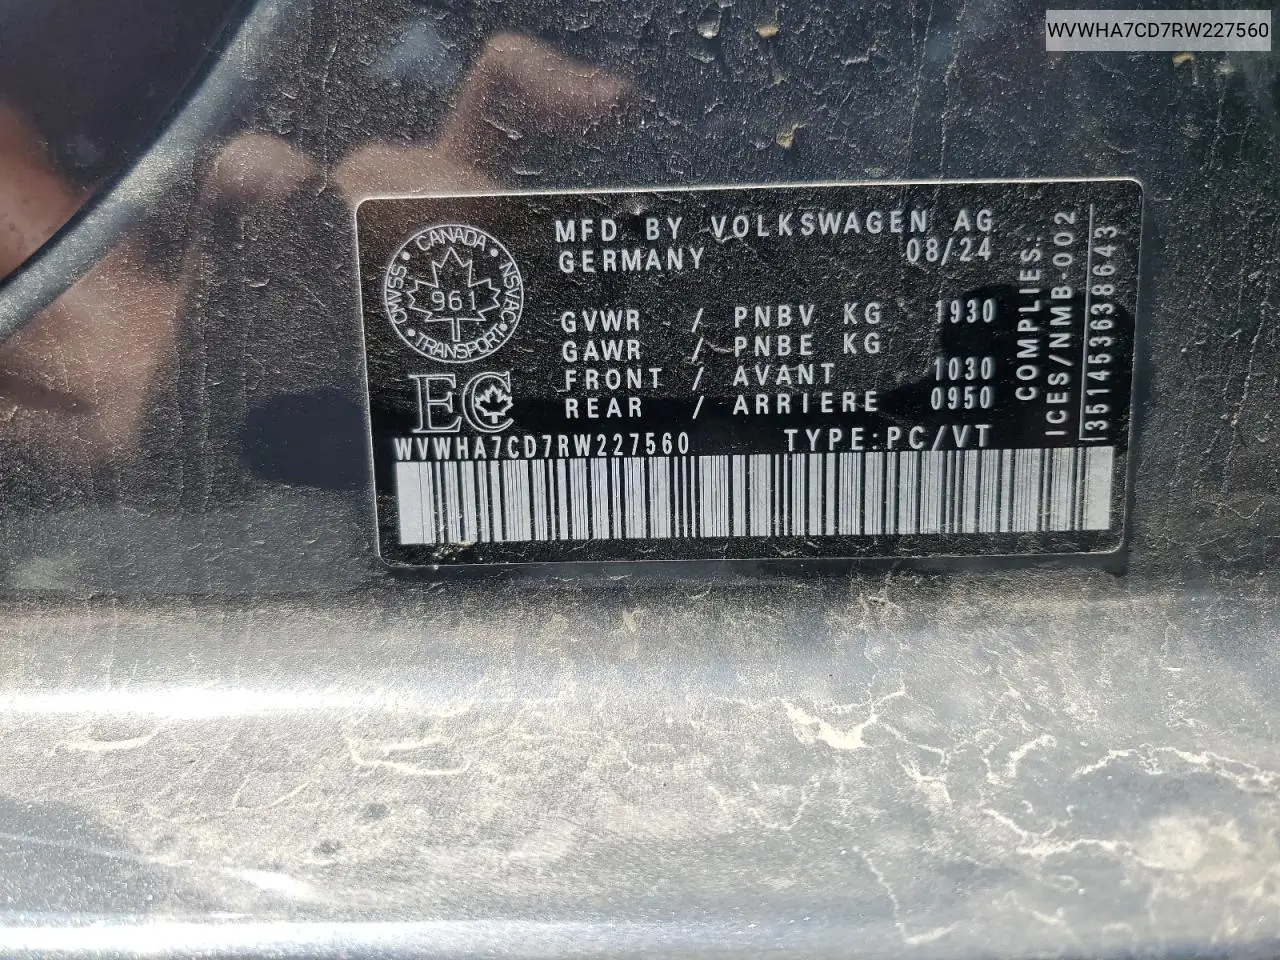 WVWHA7CD7RW227560
MFD BY VOLKSWAGEN AG
GERMANY 08/24
CANADA
CMVSS NSVAC
961
TRANSPORT
GVWR / PNBV KG 1930
GAWR / PNBE KG
FRONT / AVANT 1030
REAR / ARRIERE 0950
EC
WVWHA7CD7RW227560 TYPE:PC/VT
COMPLIES:
ICES/NMB-002
351453638643